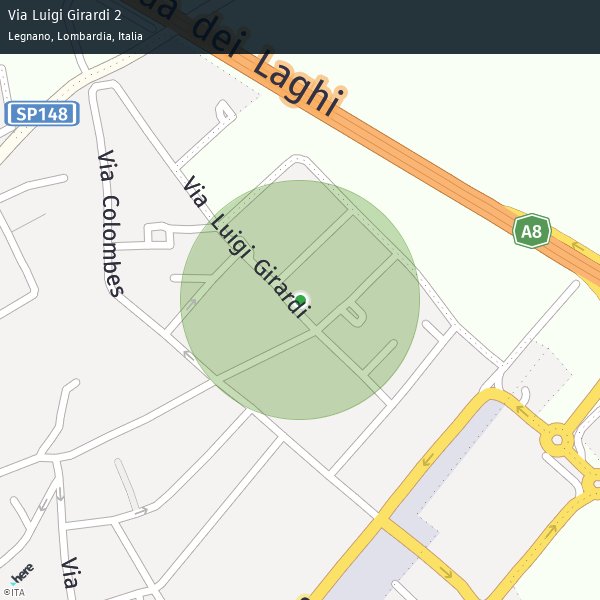 Via Luigi Girardi 2
Legnano, Lombardia, Italia
da dei Laghi
SP148
Via Colombes
Via Luigi Girardi
A8
Via
here
©ITA